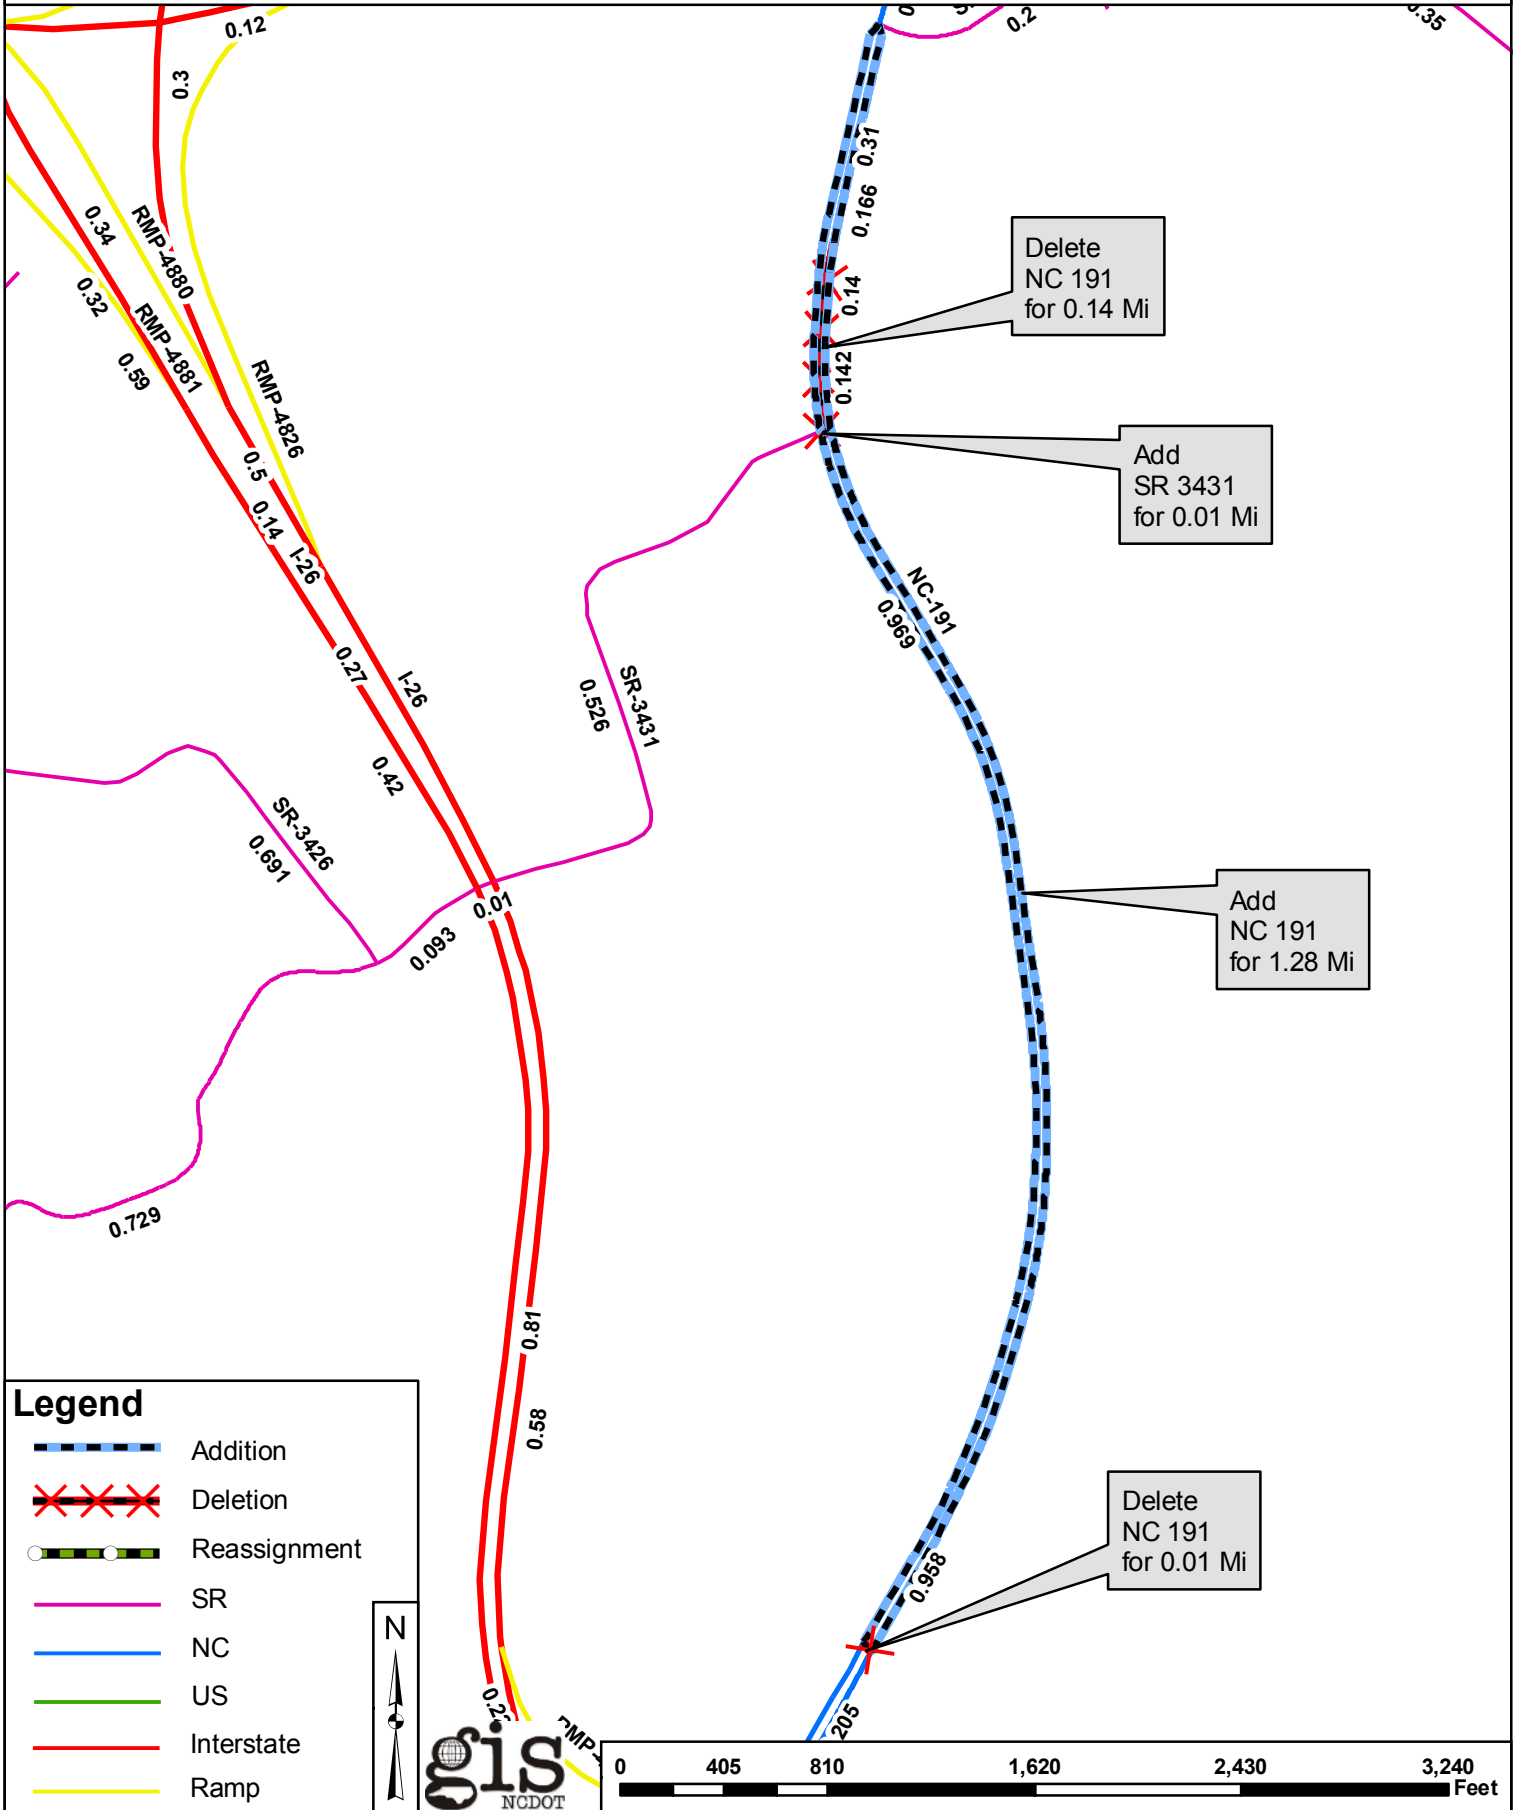 0.12
0.2
.35
0.3
0.31
0.166
0.34
RMP-4880
0.32
RMP-4881
0.59
RMP-4826
0.14
0.142
Delete
NC 191
for 0.14 Mi
Add
SR 3431
for 0.01 Mi
0.5
0.14
I-26
NC-191
0.969
0.27
I-26
SR-3431
0.526
0.42
SR-3426
0.691
0.01
0.093
Add
NC 191
for 1.28 Mi
0.729
0.81
0.58
Delete
NC 191
for 0.01 Mi
0.958
205
RMP-
Legend
Addition
Deletion
Reassignment
SR
NC
US
Interstate
Ramp
N
gis
NCDOT
0 405 810 1,620 2,430 3,240
Feet